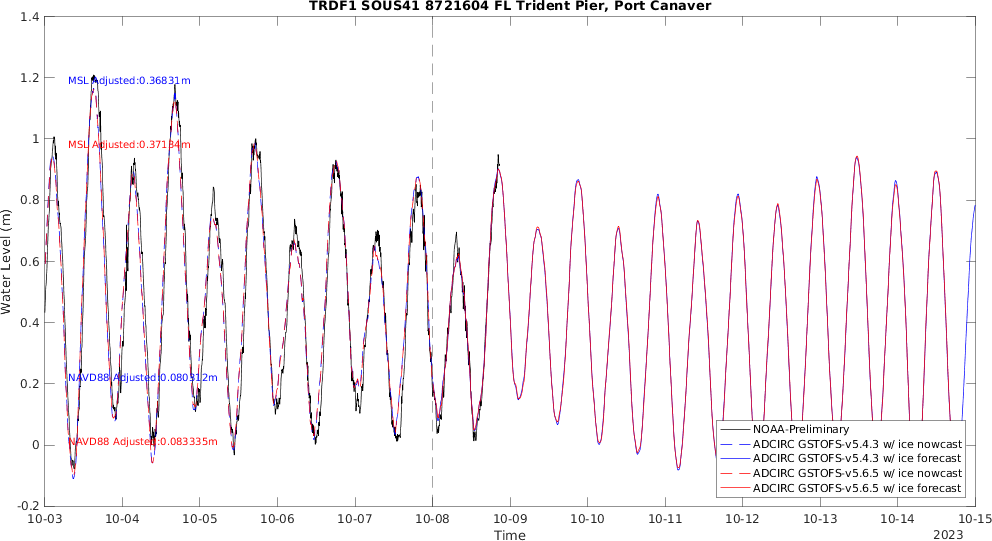 TRDF1 SOUS41 8721604 FL Trident Pier, Port Canaver
1.4
1.2
1
0.8
0.6
0.4
0.2
0
-0.2
Water Level (m)
MSL Adjusted:0.36831m
MSL Adjusted:0.37184m
NAVD88 Adjusted:0.080312m
NAVD88 Adjusted:0.083335m
NOAA-Preliminary
ADCIRC GSTOFS-v5.4.3 w/ ice nowcast
ADCIRC GSTOFS-v5.4.3 w/ ice forecast
ADCIRC GSTOFS-v5.6.5 w/ ice nowcast
ADCIRC GSTOFS-v5.6.5 w/ ice forecast
10-03 10-04 10-05 10-06 10-07 10-08 10-09 10-10 10-11 10-12 10-13 10-14 10-15
Time
2023